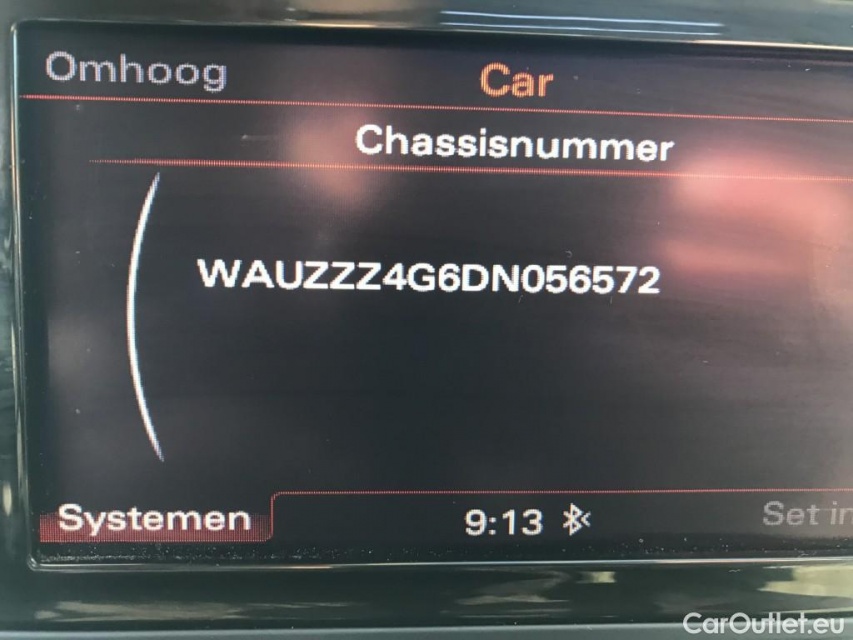 Omhoog
Car
Chassisnummer
WAUZZZ4G6DN056572
Systemen
9:13
Set in
CarOutlet.eu